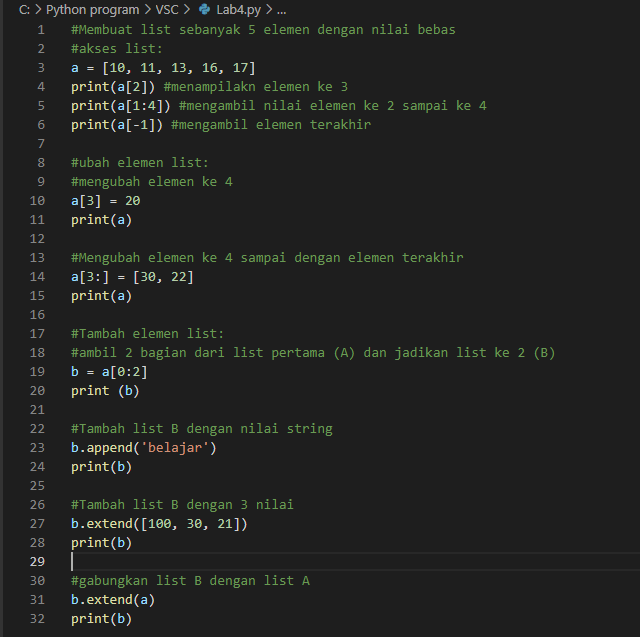 C: > Python program > VSC > Lab4.py > ...
1 #Membuat list sebanyak 5 elemen dengan nilai bebas
2 #akses list:
3 a = [10, 11, 13, 16, 17]
4 print(a[2]) #menampilakn elemen ke 3
5 print(a[1:4]) #mengambil nilai elemen ke 2 sampai ke 4
6 print(a[-1]) #mengambil elemen terakhir
7
8 #ubah elemen list:
9 #mengubah elemen ke 4
10 a[3] = 20
11 print(a)
12
13 #Mengubah elemen ke 4 sampai dengan elemen terakhir
14 a[3:] = [30, 22]
15 print(a)
16
17 #Tambah elemen list:
18 #ambil 2 bagian dari list pertama (A) dan jadikan list ke 2 (B)
19 b = a[0:2]
20 print (b)
21
22 #Tambah list B dengan nilai string
23 b.append('belajar')
24 print(b)
25
26 #Tambah list B dengan 3 nilai
27 b.extend([100, 30, 21])
28 print(b)
29
30 #gabungkan list B dengan list A
31 b.extend(a)
32 print(b)